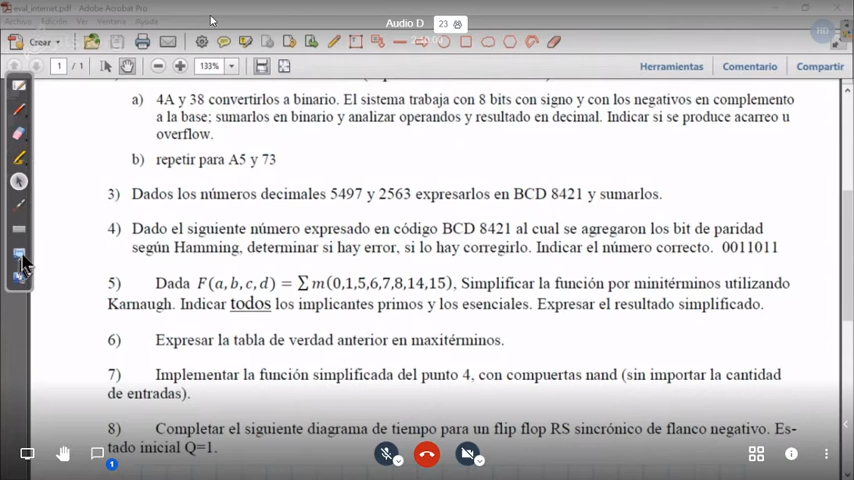 eval_internet.pdf - Adobe Acrobat Pro
Archivo Edición Ver Ventana Ayuda
Audio D
23
Crear
1 / 1
133%
Herramientas
Comentario
Compartir
HD
a) 4A y 38 convertirlos a binario. El sistema trabaja con 8 bits con signo y con los negativos en complemento
a la base; sumarlos en binario y analizar operandos y resultado en decimal. Indicar si se produce acarreo u
overflow.
b) repetir para A5 y 73
3) Dados los números decimales 5497 y 2563 expresarlos en BCD 8421 y sumarlos.
4) Dado el siguiente número expresado en código BCD 8421 al cual se agregaron los bit de paridad
según Hamming, determinar si hay error, si lo hay corregirlo. Indicar el número correcto. 0011011
5) Dada F(a, b, c, d) = ∑ m(0,1,5,6,7,8,14,15), Simplificar la función por minitérminos utilizando
Karnaugh. Indicar todos los implicantes primos y los esenciales. Expresar el resultado simplificado.
6) Expresar la tabla de verdad anterior en maxitérminos.
7) Implementar la función simplificada del punto 4, con compuertas nand (sin importar la cantidad
de entradas).
8) Completar el siguiente diagrama de tiempo para un flip flop RS sincrónico de flanco negativo. Es-
tado inicial Q=1.
1